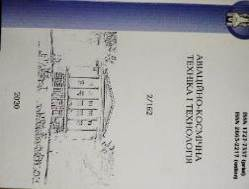 ISSN 1727-7337 (print)
ISSN 2663-2217 (online)
АВІАЦІЙНО-КОСМІЧНА
ТЕХНІКА І ТЕХНОЛОГІЯ
2/162
2020